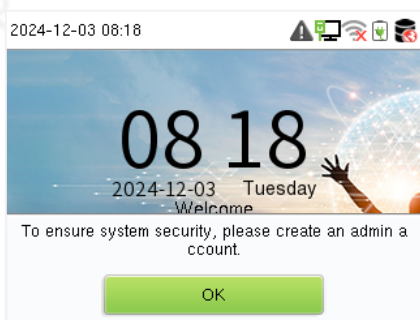 2024-12-03 08:18
08 18
2024-12-03 Tuesday
Welcome
To ensure system security, please create an admin a
ccount.
OK